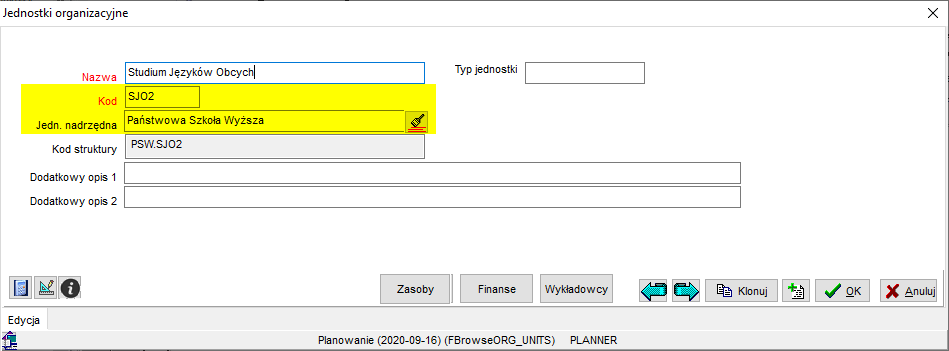 Jednostki organizacyjne
Nazwa Studium Języków Obcych Typ jednostki
Kod SJO2
Jedn. nadrzędna Państwowa Szkoła Wyższa
Kod struktury PSW.SJO2
Dodatkowy opis 1
Dodatkowy opis 2
Zasoby Finanse Wykładowcy Klonuj OK Anuluj
Edycja
Planowanie (2020-09-16) (FBrowseORG_UNITS) PLANNER